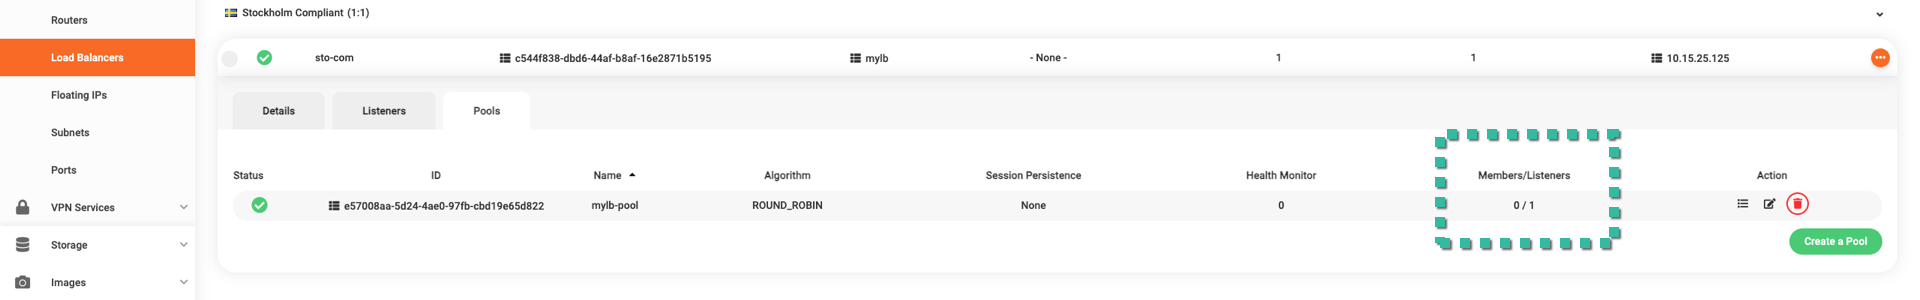 Routers
Load Balancers
Floating IPs
Subnets
Ports
VPN Services
Storage
Images
Stockholm Compliant (1:1)
sto-com c544f838-dbd6-44af-b8af-16e2871b5195 mylb - None - 1 1 10.15.25.125
Details Listeners Pools
Status ID Name Algorithm Session Persistence Health Monitor Members/Listeners Action
e57008aa-5d24-4ae0-97fb-cbd19e65d822 mylb-pool ROUND_ROBIN None 0 0 / 1
Create a Pool